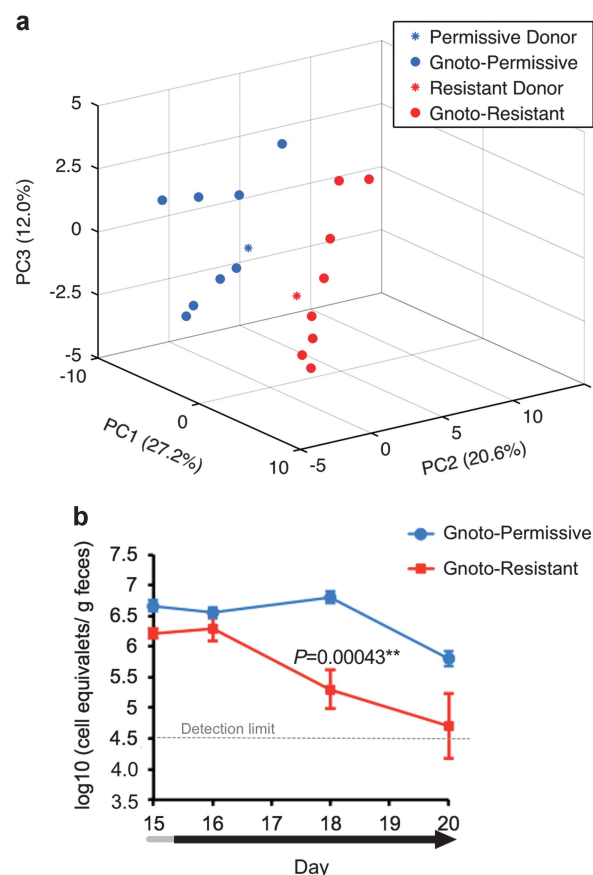 a
Permissive Donor
Gnoto-Permissive
Resistant Donor
Gnoto-Resistant
5
2.5
0
-2.5
-5
PC3 (12.0%)
-10
0
10
PC1 (27.2%)
-5
0
5
10
PC2 (20.6%)
b
Gnoto-Permissive
Gnoto-Resistant
log10 (cell equivalets/ g feces)
7.5
7
6.5
6
5
4.5
4.0
3.5
P=0.00043**
Detection limit
15 16 17 18 19 20
Day